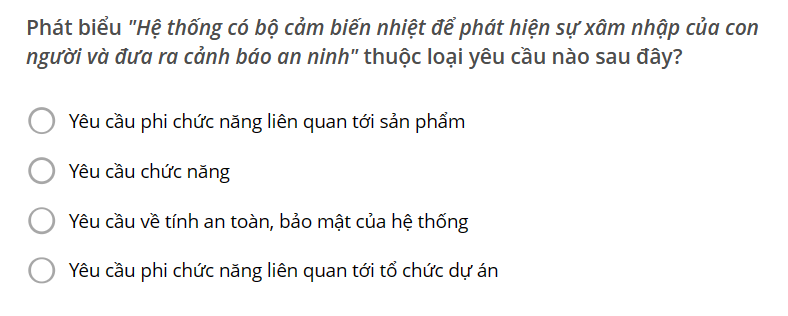 Phát biểu "Hệ thống có bộ cảm biến nhiệt để phát hiện sự xâm nhập của con
người và đưa ra cảnh báo an ninh" thuộc loại yêu cầu nào sau đây?
Yêu cầu phi chức năng liên quan tới sản phẩm
Yêu cầu chức năng
Yêu cầu về tính an toàn, bảo mật của hệ thống
Yêu cầu phi chức năng liên quan tới tổ chức dự án